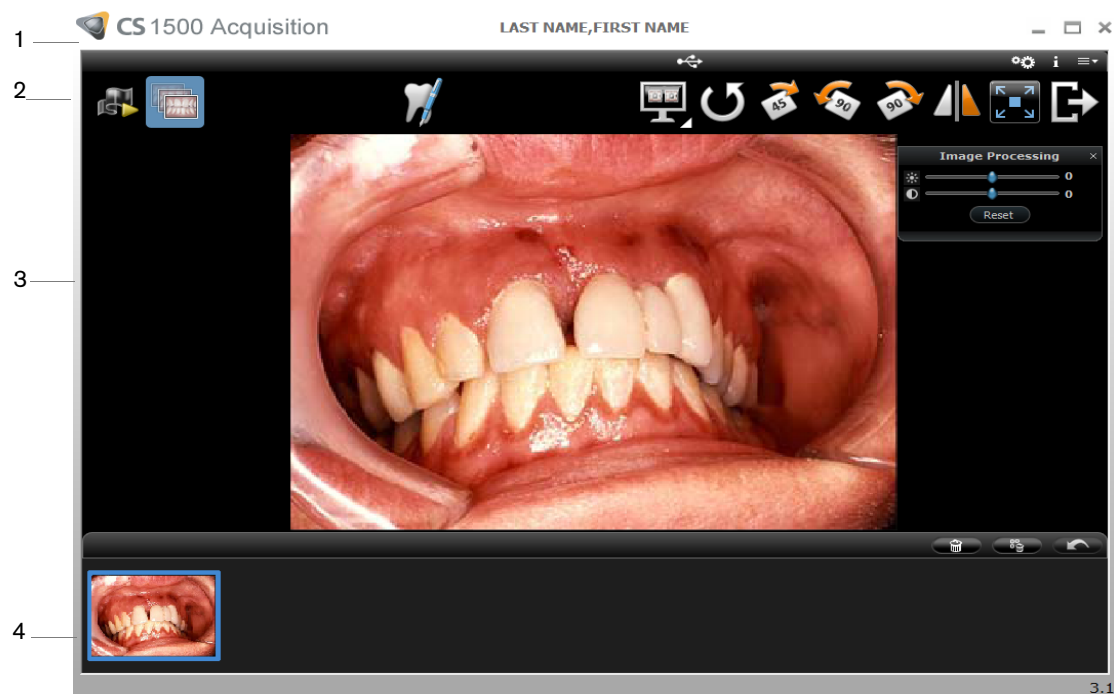 CS 1500 Acquisition
LAST NAME,FIRST NAME
1
2
45
90
90
Image Processing
0
0
Reset
3
4
3.1